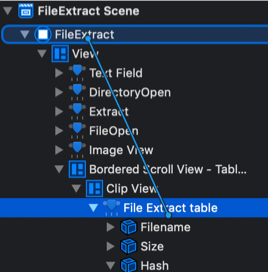 FileExtract Scene
FileExtract
View
Text Field
DirectoryOpen
Extract
FileOpen
Image View
Bordered Scroll View - Tabl...
Clip View
File Extract table
Filename
Size
Hash